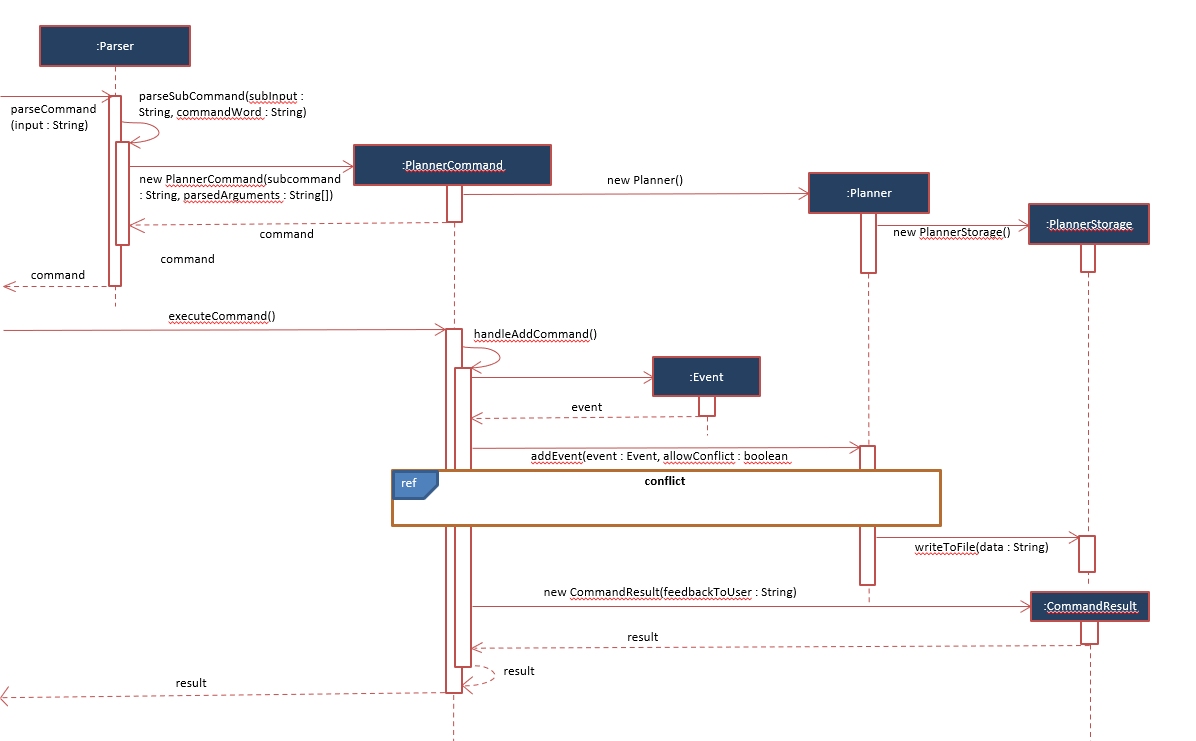 :Parser
parseCommand
(input : String)
parseSubCommand(subInput :
String, commandWord : String)
:PlannerCommand
new PlannerCommand(subcommand
: String, parsedArguments : String[])
new Planner()
:Planner
new PlannerStorage()
:PlannerStorage
command
command
command
executeCommand()
handleAddCommand()
:Event
event
addEvent(event : Event, allowConflict : boolean
ref
conflict
writeToFile(data : String)
new CommandResult(feedbackToUser : String)
:CommandResult
result
result
result